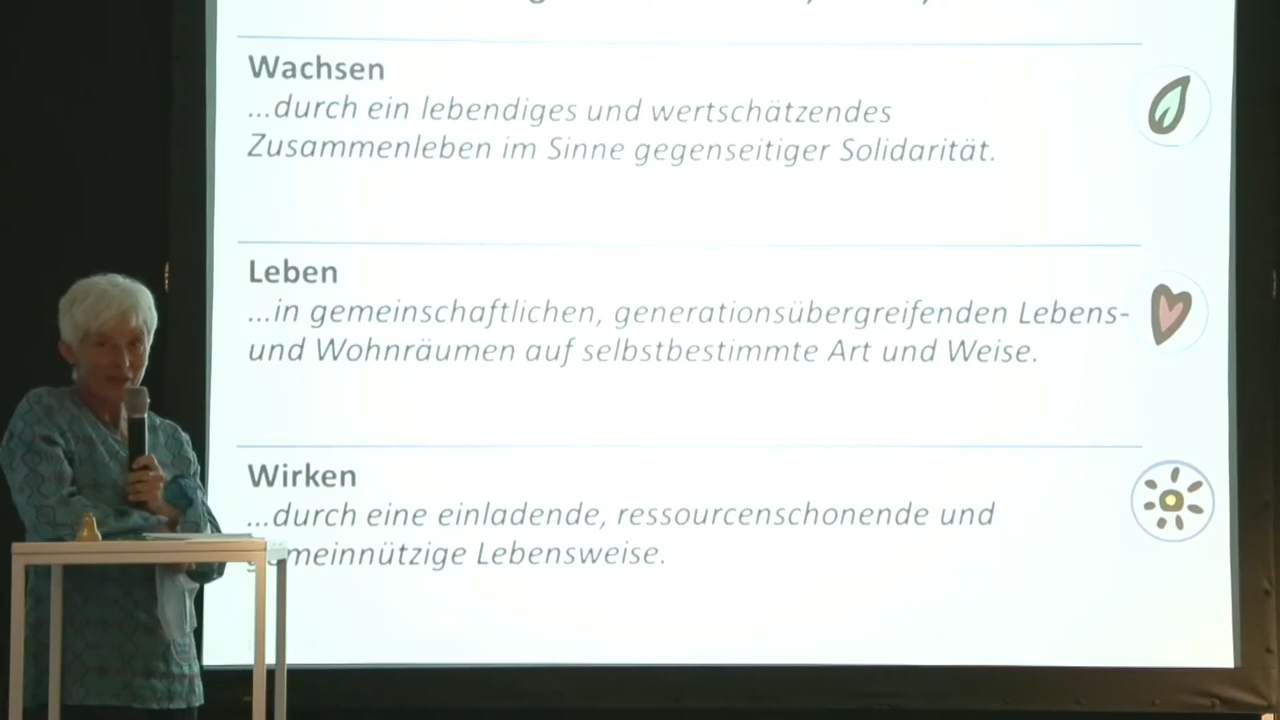 Wachsen
...durch ein lebendiges und wertschätzendes
Zusammenleben im Sinne gegenseitiger Solidarität.
Leben
...in gemeinschaftlichen, generationsübergreifenden Lebens-
und Wohnräumen auf selbstbestimmte Art und Weise.
Wirken
...durch eine einladende, ressourcenschonende und
gemeinnützige Lebensweise.